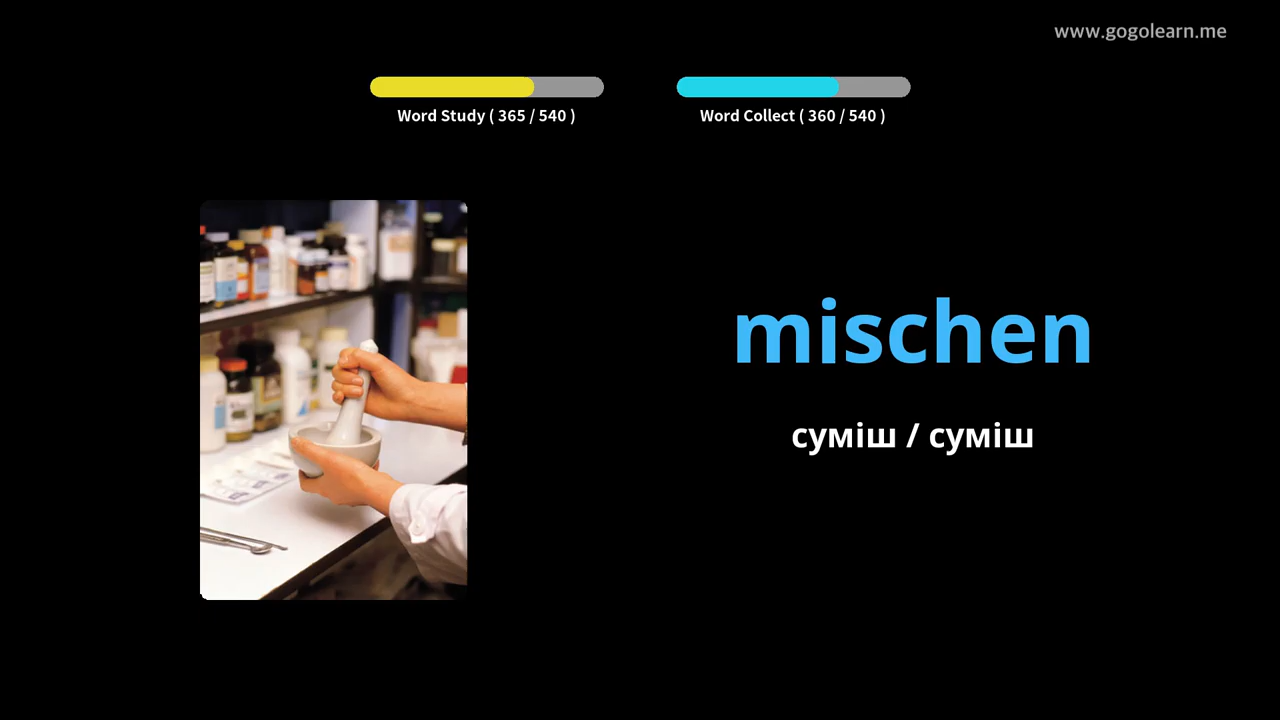 www.gogolearn.me
Word Study ( 365 / 540 )
Word Collect ( 360 / 540 )
mischen
суміш / суміш